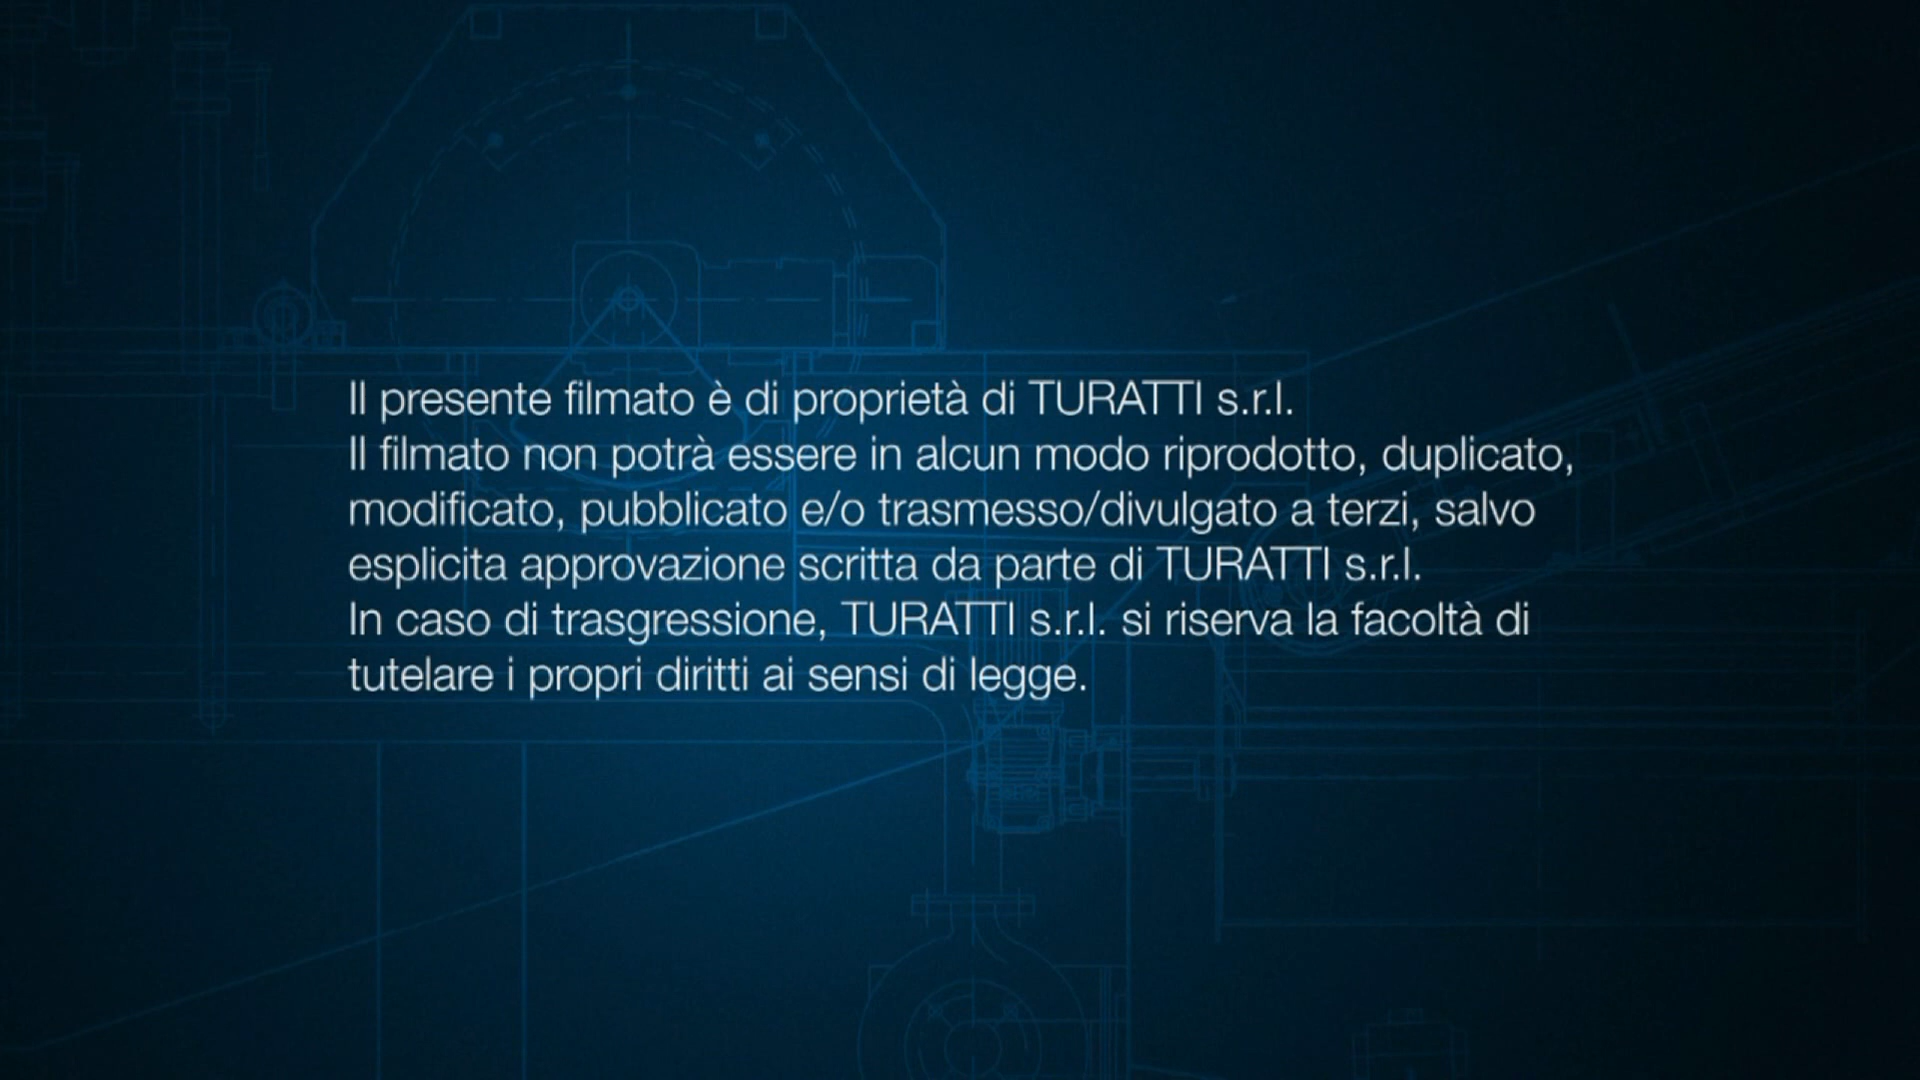 Il presente filmato è di proprietà di TURATTI s.r.l.
Il filmato non potrà essere in alcun modo riprodotto, duplicato,
modificato, pubblicato e/o trasmesso/divulgato a terzi, salvo
esplicita approvazione scritta da parte di TURATTI s.r.l.
In caso di trasgressione, TURATTI s.r.l. si riserva la facoltà di
tutelare i propri diritti ai sensi di legge.